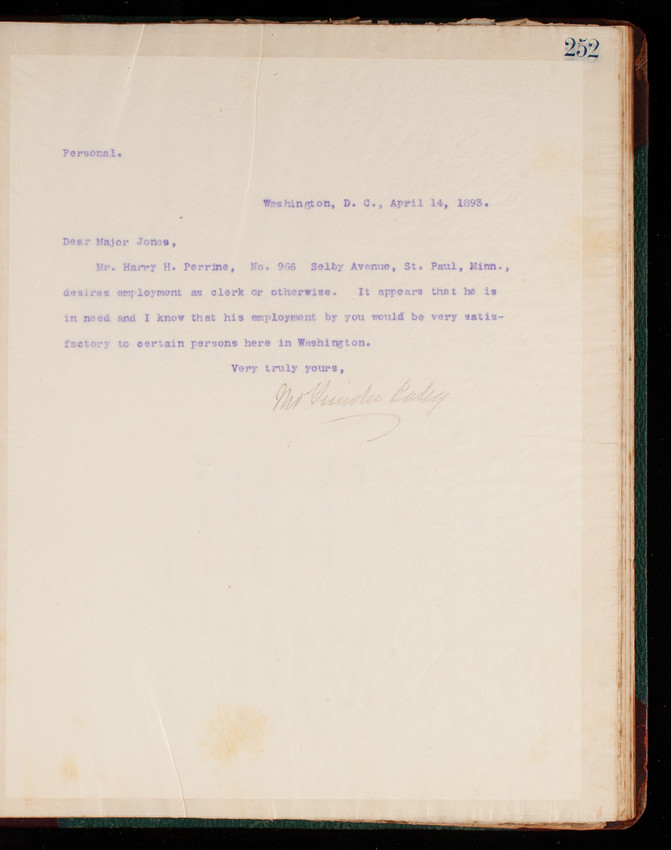 252
Personal.
Washington, D. C., April 14, 1893.
Dear Major Jones,
Mr. Harry H. Perrine, No. 966 Selby Avenue, St. Paul, Minn.,
desires employment as clerk or otherwise. It appears that he is
in need and I know that his employment by you would be very satis-
factory to certain persons here in Washington.
Very truly yours,
Casey